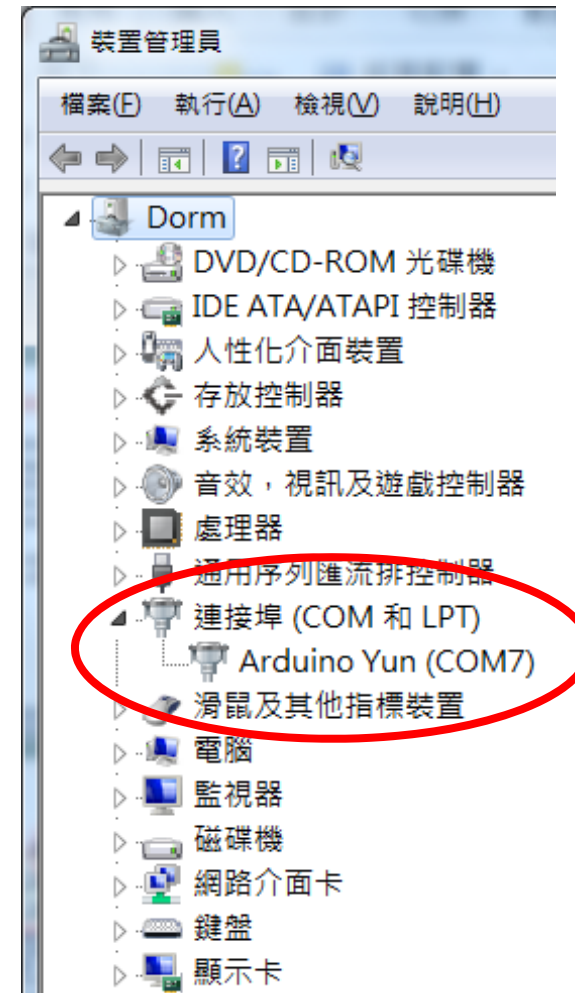 裝置管理員
檔案(F) 執行(A) 檢視(V) 說明(H)
Dorm
DVD/CD-ROM 光碟機
IDE ATA/ATAPI 控制器
人性化介面裝置
存放控制器
系統裝置
音效，視訊及遊戲控制器
處理器
通用序列匯流排控制器
連接埠 (COM 和 LPT)
Arduino Yun (COM7)
滑鼠及其他指標裝置
電腦
監視器
磁碟機
網路介面卡
鍵盤
顯示卡